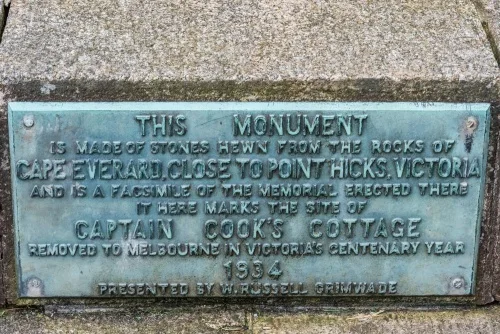 THIS MONUMENT
IS MADE OF STONES HEWN FROM THE ROCKS OF
CAPE EVERARD, CLOSE TO POINT HICKS, VICTORIA
AND IS A FACSIMILE OF THE MEMORIAL ERECTED THERE
IT HERE MARKS THE SITE OF
CAPTAIN COOK'S COTTAGE
REMOVED TO MELBOURNE IN VICTORIA'S CENTENARY YEAR
1934
PRESENTED BY W. RUSSELL GRIMWADE